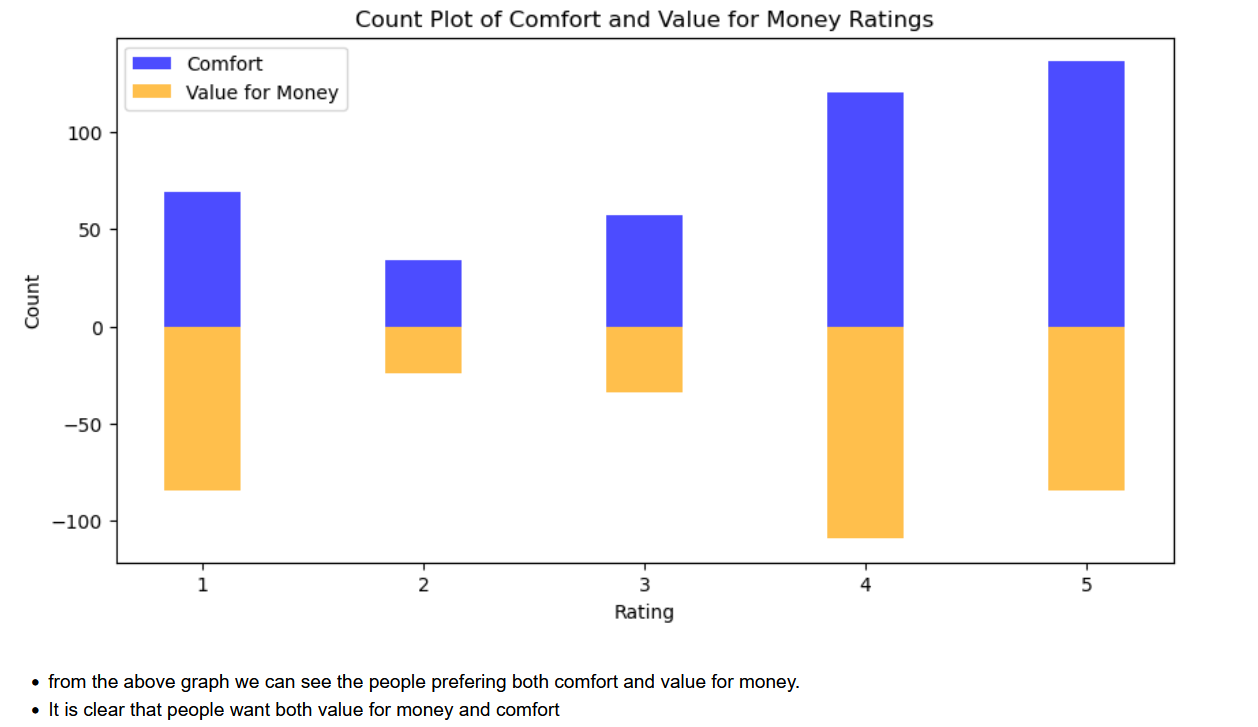 Count Plot of Comfort and Value for Money Ratings
Comfort
Value for Money
100
50
0
−50
−100
Count
1 2 3 4 5
Rating
• from the above graph we can see the people prefering both comfort and value for money.
• It is clear that people want both value for money and comfort